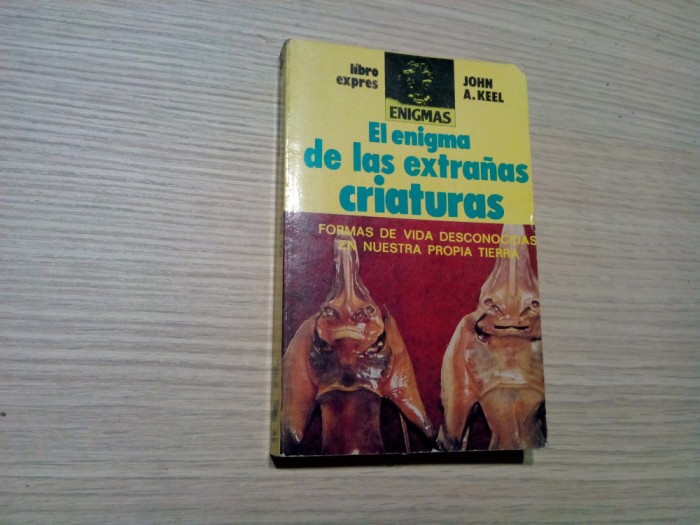 libro
expres
ENIGMAS
JOHN
A. KEEL
El enigma
de las extrañas
criaturas
FORMAS DE VIDA DESCONOCIDAS
EN NUESTRA PROPIA TIERRA